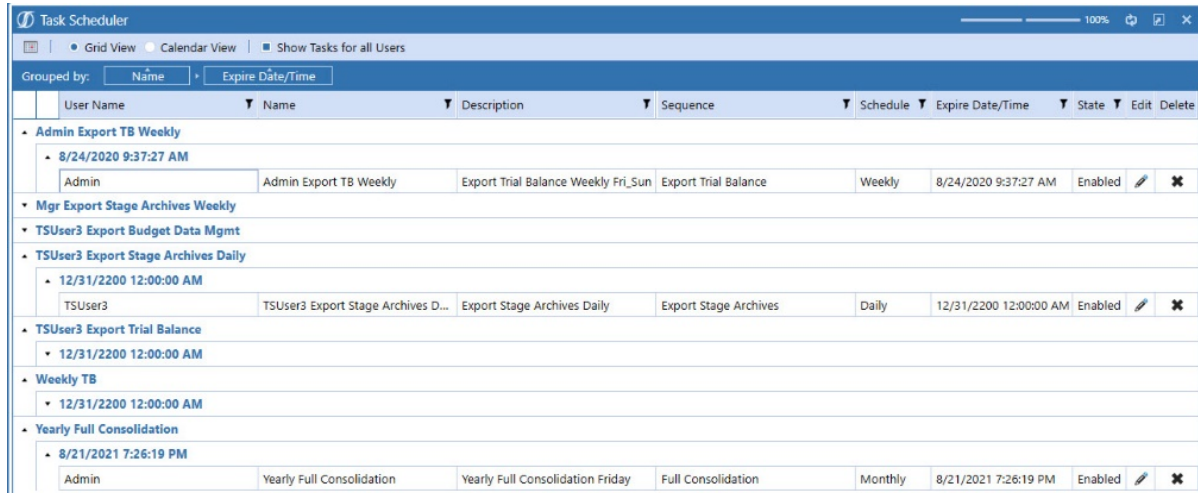 Task Scheduler 100%
Grid View Calendar View Show Tasks for all Users
Grouped by: Name Expire Date/Time
User Name Name Description Sequence Schedule Expire Date/Time State Edit Delete
Admin Export TB Weekly
8/24/2020 9:37:27 AM
Admin Admin Export TB Weekly Export Trial Balance Weekly Fri_Sun Export Trial Balance Weekly 8/24/2020 9:37:27 AM Enabled
Mgr Export Stage Archives Weekly
TSUser3 Export Budget Data Mgmt
TSUser3 Export Stage Archives Daily
12/31/2200 12:00:00 AM
TSUser3 TSUser3 Export Stage Archives D... Export Stage Archives Daily Export Stage Archives Daily 12/31/2200 12:00:00 AM Enabled
TSUser3 Export Trial Balance
12/31/2200 12:00:00 AM
Weekly TB
12/31/2200 12:00:00 AM
Yearly Full Consolidation
8/21/2021 7:26:19 PM
Admin Yearly Full Consolidation Yearly Full Consolidation Friday Full Consolidation Monthly 8/21/2021 7:26:19 PM Enabled